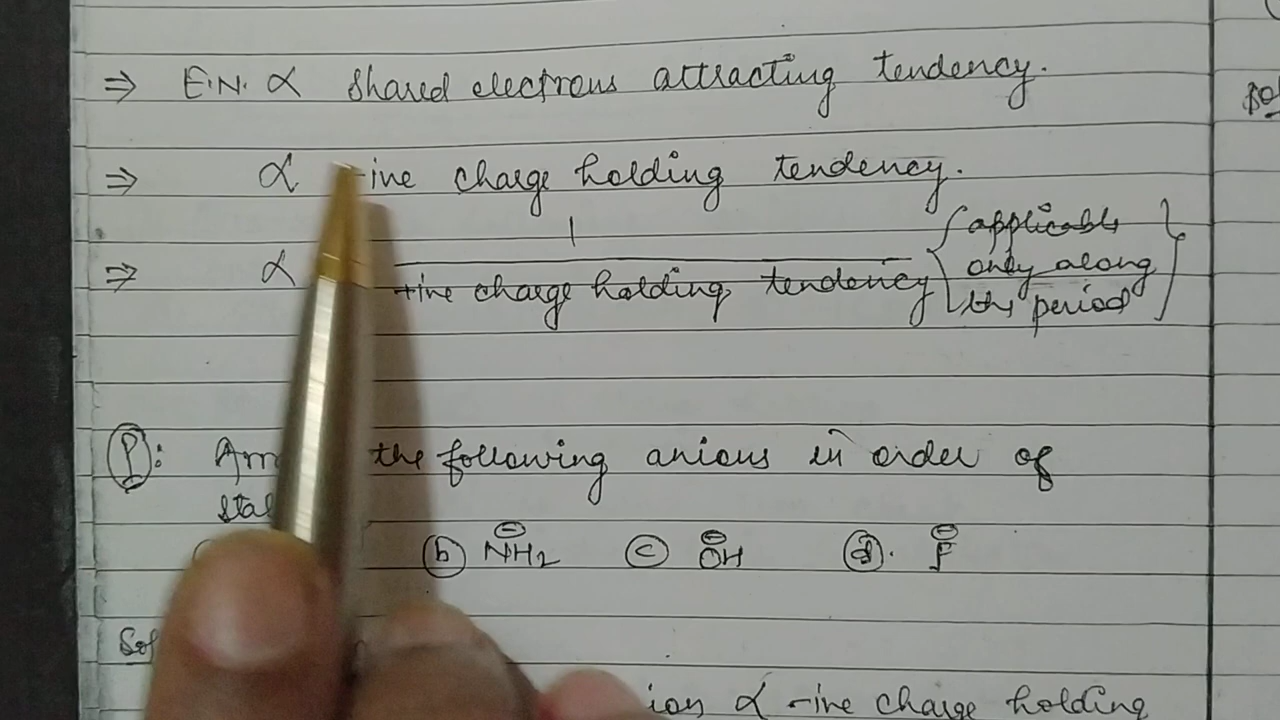 ⇒ E.N. α shared electrons attracting tendency.
⇒ α -ive charge holding tendency.
⇒ α 1 / +ive charge holding tendency {applicable only along the period}
(P): the following anions in order of
(b) NH2⊖ (c) OH⊖ (d). F⊖
α -ive charge holding